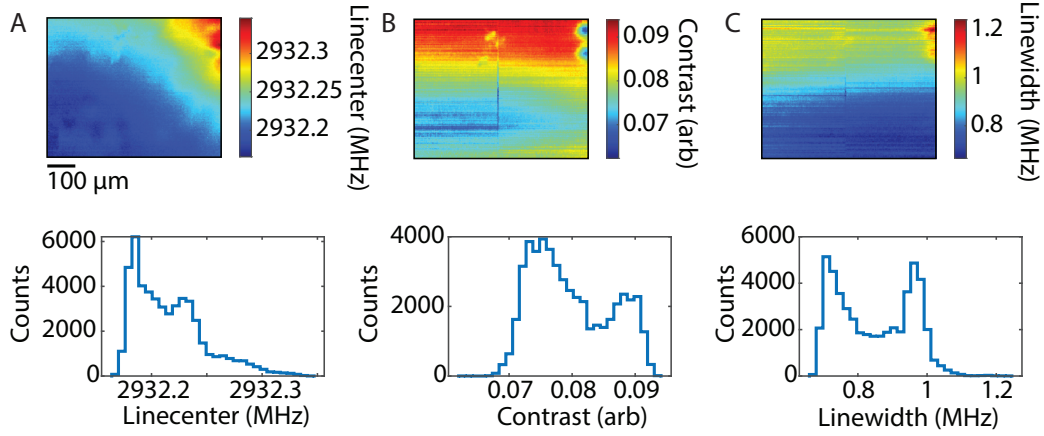 A
2932.3
2932.25
2932.2
Linecenter (MHz)
100 µm
B
0.09
0.08
0.07
Contrast (arb)
C
1.2
1
0.8
Linewidth (MHz)
6000
4000
2000
0
Counts
2932.2
2932.3
Linecenter (MHz)
4000
2000
0
Counts
0.07
0.08
0.09
Contrast (arb)
6000
4000
2000
0
Counts
0.8
1
1.2
Linewidth (MHz)